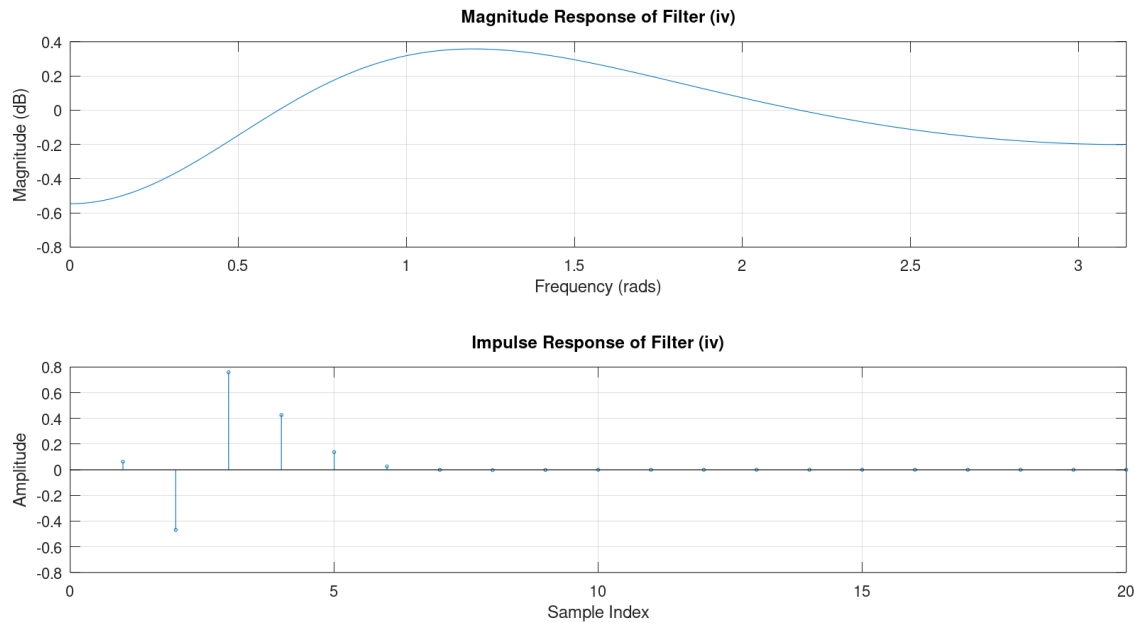 Magnitude Response of Filter (iv)
0.4
0.2
0
-0.2
-0.4
-0.6
-0.8
Magnitude (dB)
0 0.5 1 1.5 2 2.5 3
Frequency (rads)
Impulse Response of Filter (iv)
0.8
0.6
0.4
0.2
0
-0.2
-0.4
-0.6
-0.8
Amplitude
0 5 10 15 20
Sample Index